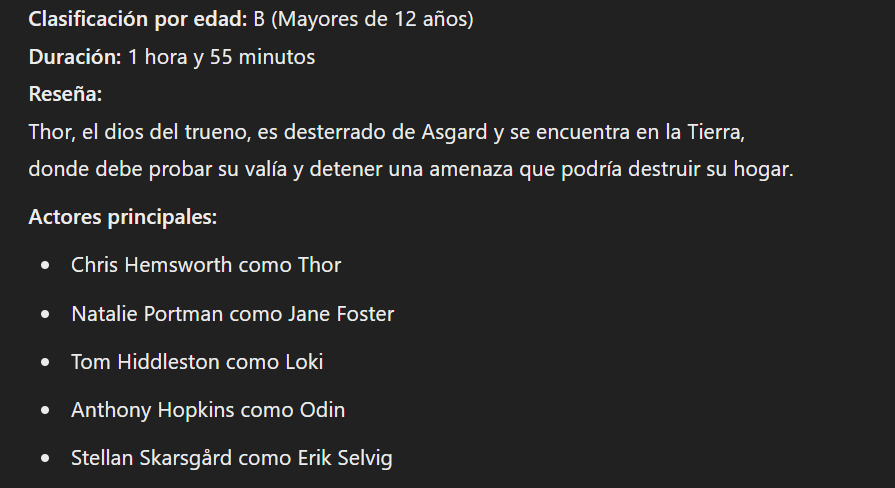 Clasificación por edad: B (Mayores de 12 años)
Duración: 1 hora y 55 minutos
Reseña:
Thor, el dios del trueno, es desterrado de Asgard y se encuentra en la Tierra,
donde debe probar su valía y detener una amenaza que podría destruir su hogar.
Actores principales:
• Chris Hemsworth como Thor
• Natalie Portman como Jane Foster
• Tom Hiddleston como Loki
• Anthony Hopkins como Odin
• Stellan Skarsgård como Erik Selvig